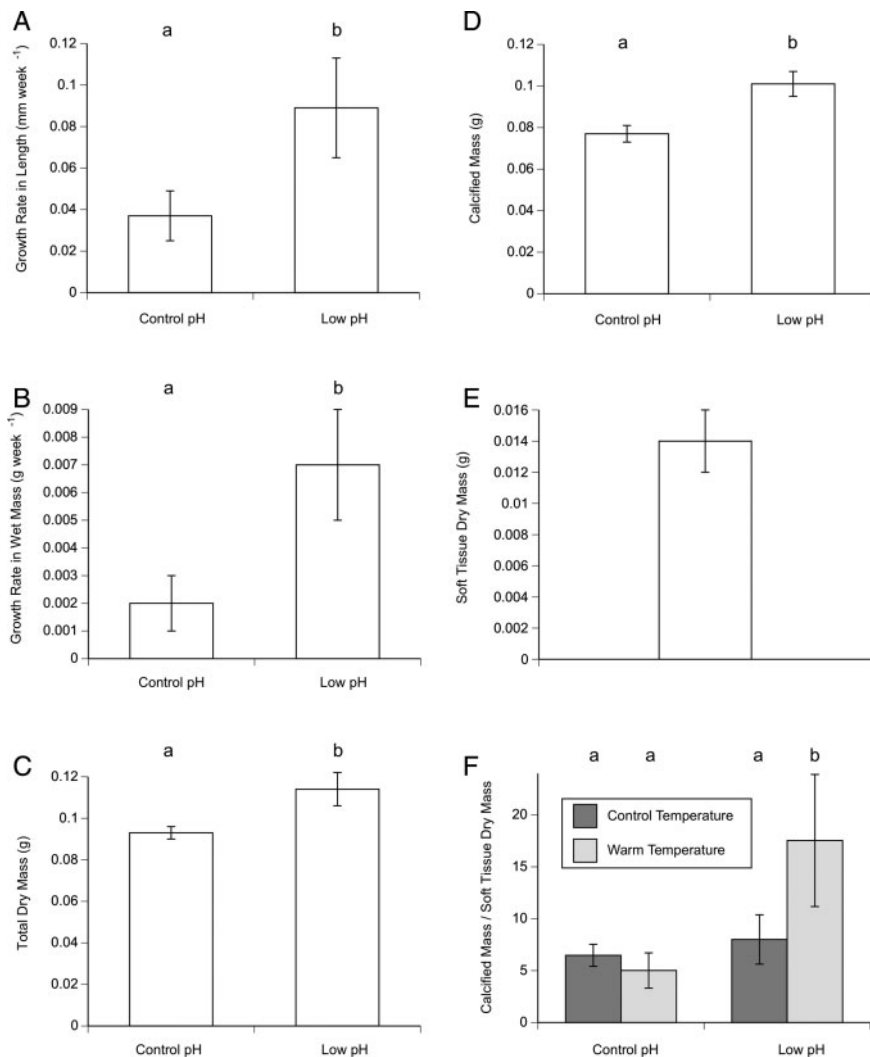 A
a b
Growth Rate in Length (mm week -1)
0.12
0.1
0.08
0.06
0.04
0.02
0
Control pH Low pH
D
a b
Calcified Mass (g)
0.12
0.1
0.08
0.06
0.04
0.02
0
Control pH Low pH
B
a b
Growth Rate in Wet Mass (g week -1)
0.009
0.008
0.007
0.006
0.005
0.004
0.003
0.002
0.001
0
Control pH Low pH
E
Soft Tissue Dry Mass (g)
0.016
0.014
0.012
0.01
0.008
0.006
0.004
0.002
0
C
a b
Total Dry Mass (g)
0.12
0.1
0.08
0.06
0.04
0.02
0
Control pH Low pH
F
a a a b
Calcified Mass / Soft Tissue Dry Mass
20
15
10
5
0
Control Temperature
Warm Temperature
Control pH Low pH